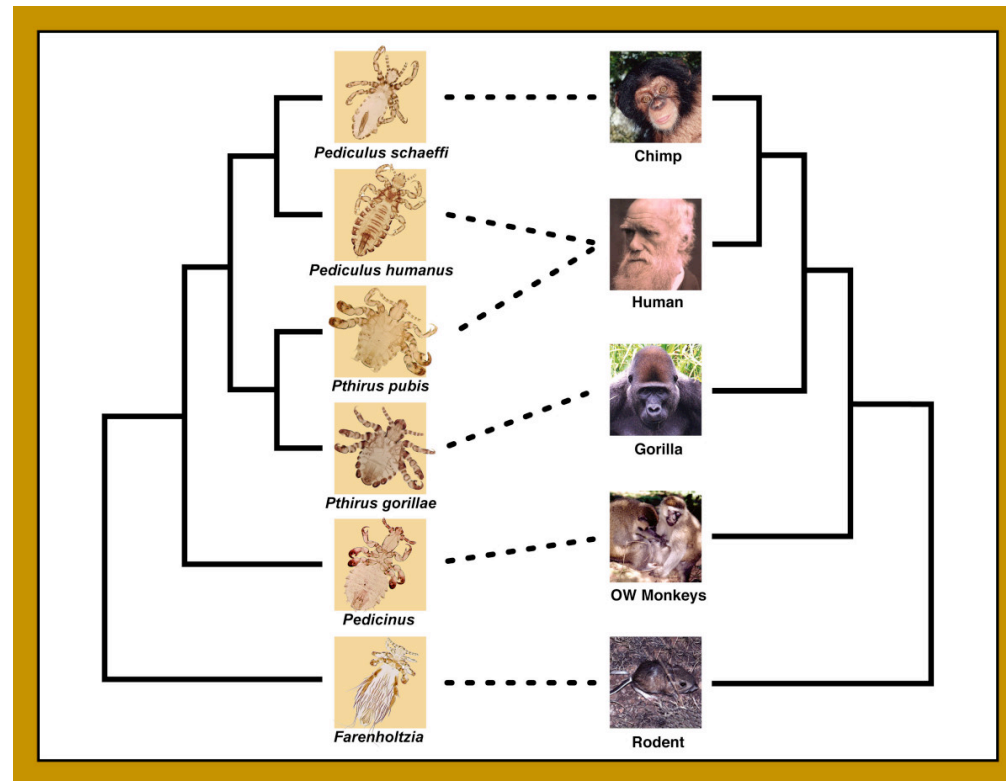 Pediculus schaeffi
Chimp
Pediculus humanus
Human
Pthirus pubis
Gorilla
Pthirus gorillae
OW Monkeys
Pedicinus
Farenholtzia
Rodent